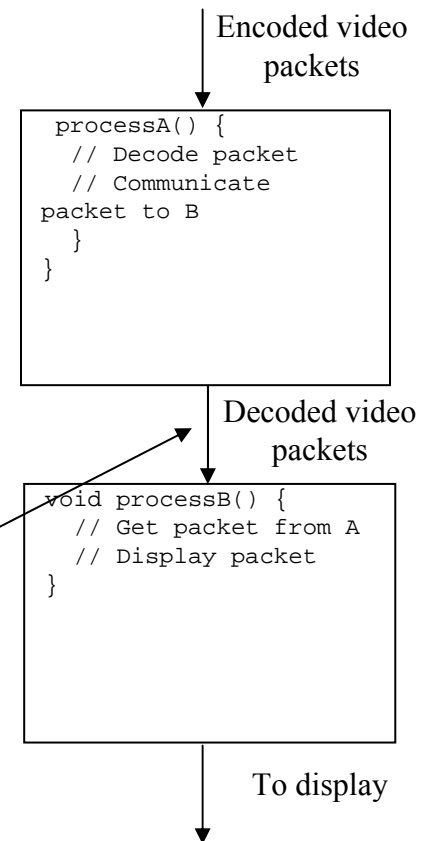 Encoded video
packets
processA() {
// Decode packet
// Communicate
packet to B
}
}
Decoded video
packets
void processB() {
// Get packet from A
// Display packet
}
To display